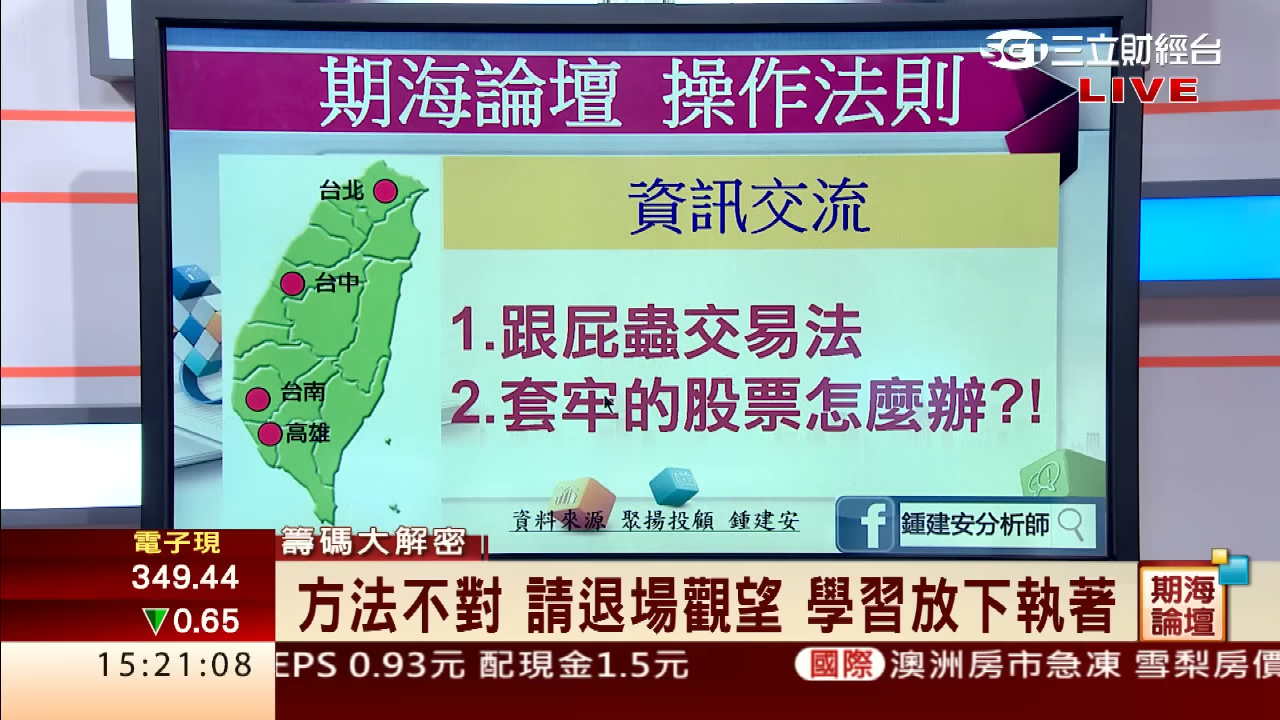 三立財經台
LIVE
期海論壇 操作法則
資訊交流
台北
台中
台南
高雄
1.跟屁蟲交易法
2.套牢的股票怎麼辦?!
資料來源 聚揚投顧 鍾建安
f 鍾建安分析師
電子現
349.44
▼0.65
15:21:08
籌碼大解密
方法不對 請退場觀望 學習放下執著
期海
論壇
EPS 0.93元 配現金1.5元
國際 澳洲房市急凍 雪梨房價